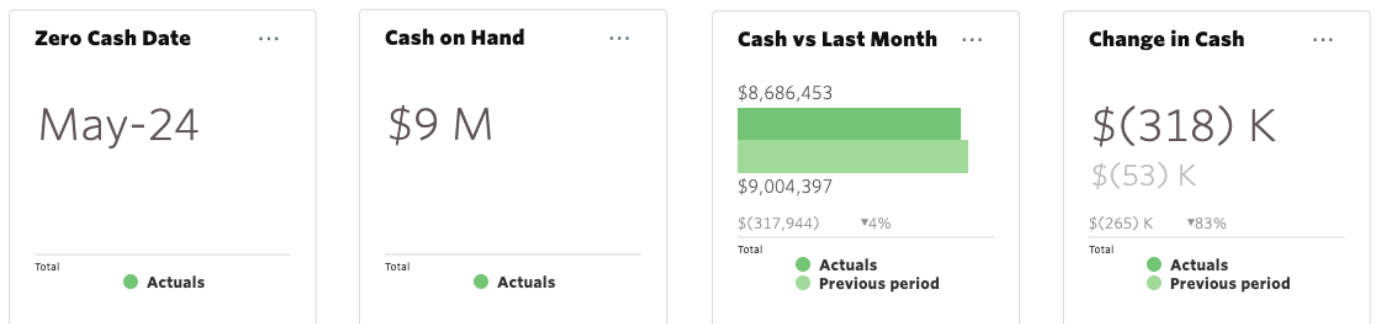 Zero Cash Date ...
May-24
Total
Actuals
Cash on Hand ...
$9 M
Total
Actuals
Cash vs Last Month ...
$8,686,453
$9,004,397
$(317,944) ▼4%
Total
Actuals
Previous period
Change in Cash ...
$(318) K
$(53) K
$(265) K ▼83%
Total
Actuals
Previous period